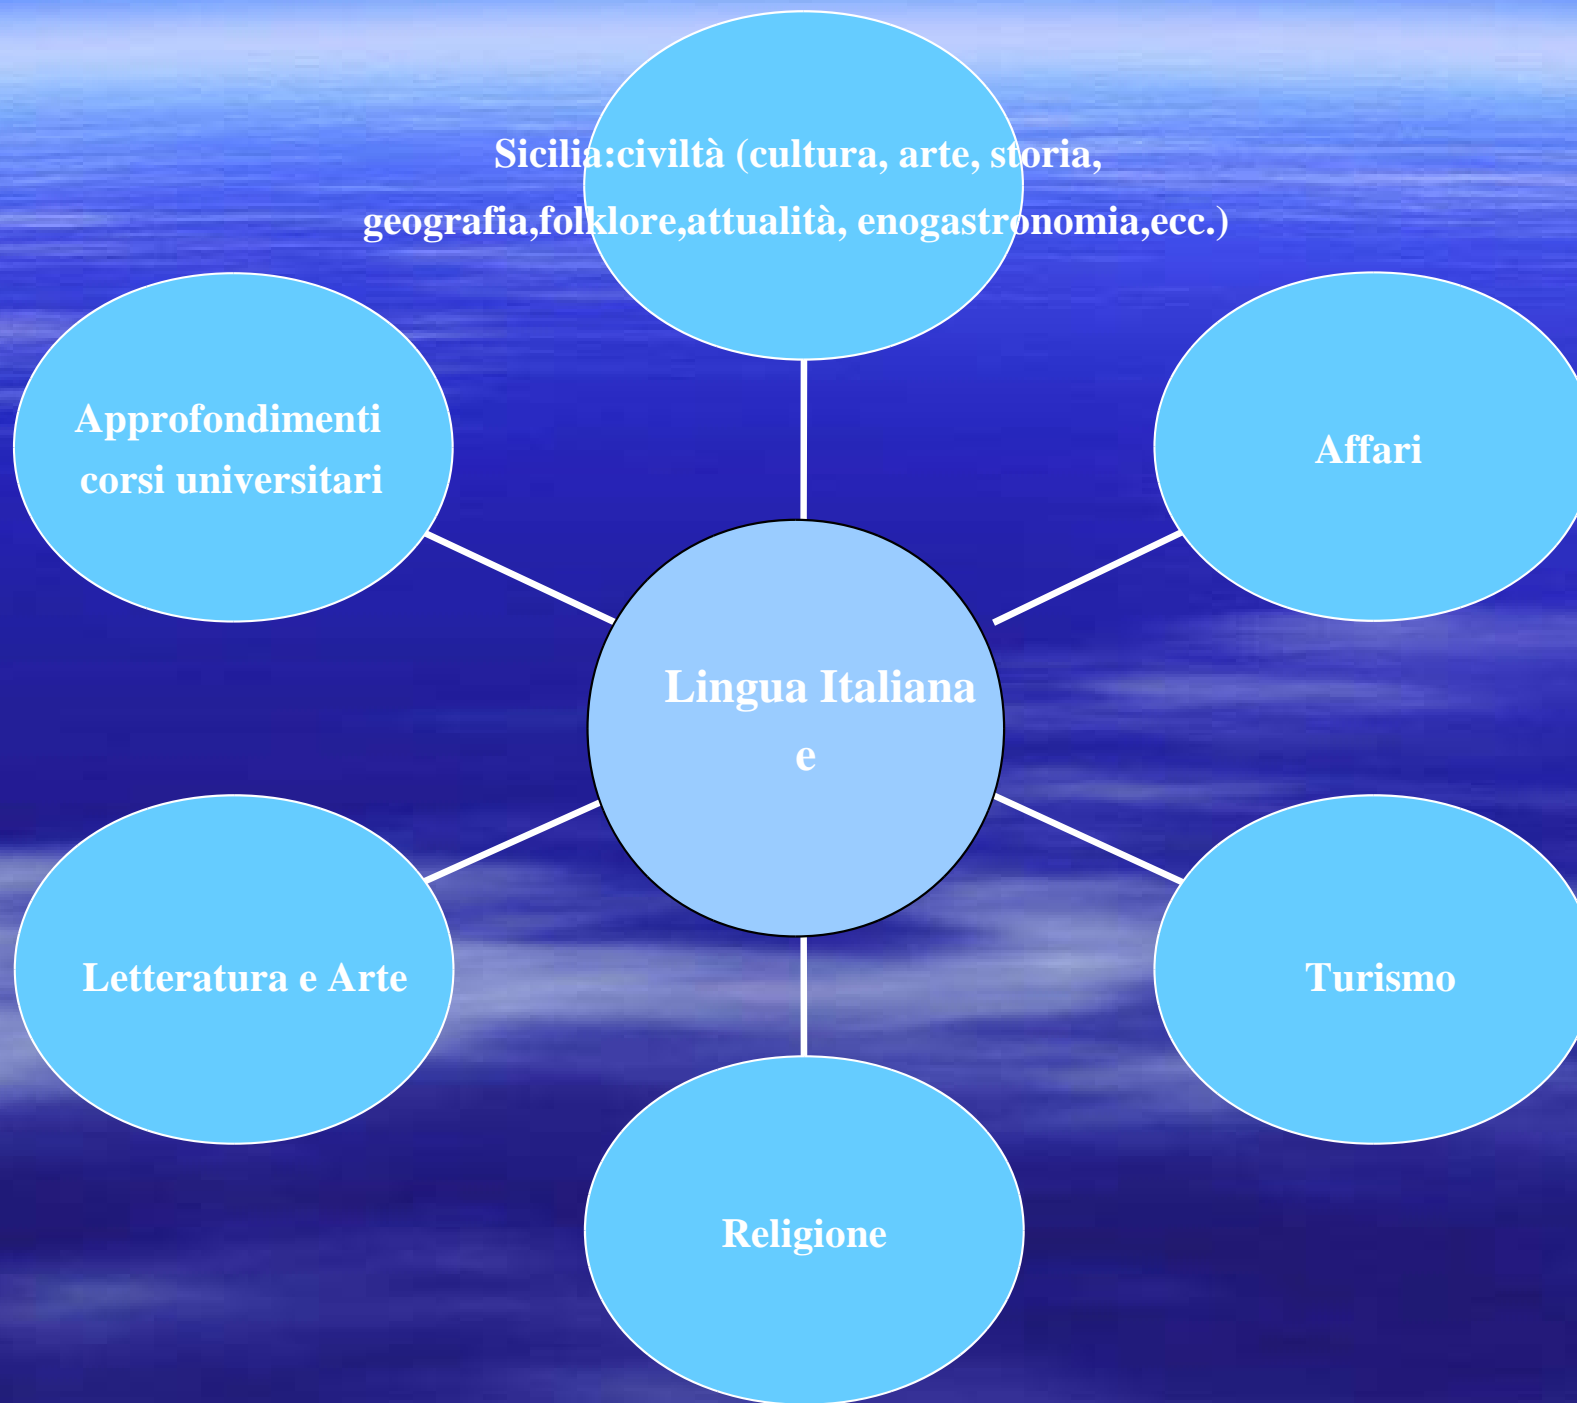 Sicilia:civiltà (cultura, arte, storia,
geografia,folklore,attualità, enogastronomia,ecc.)
Approfondimenti
corsi universitari
Affari
Lingua Italiana
e
Letteratura e Arte
Turismo
Religione